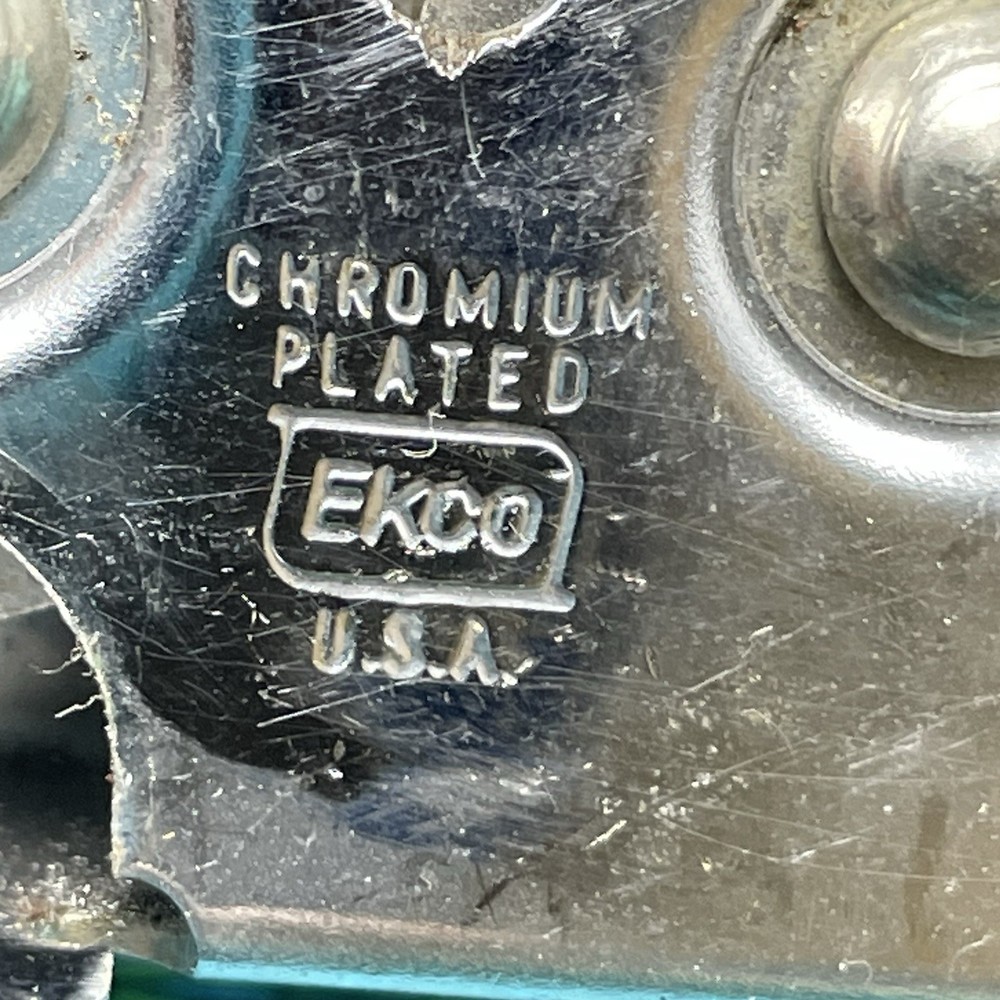 CHROMIUM
PLATED
EKCO
U.S.A.